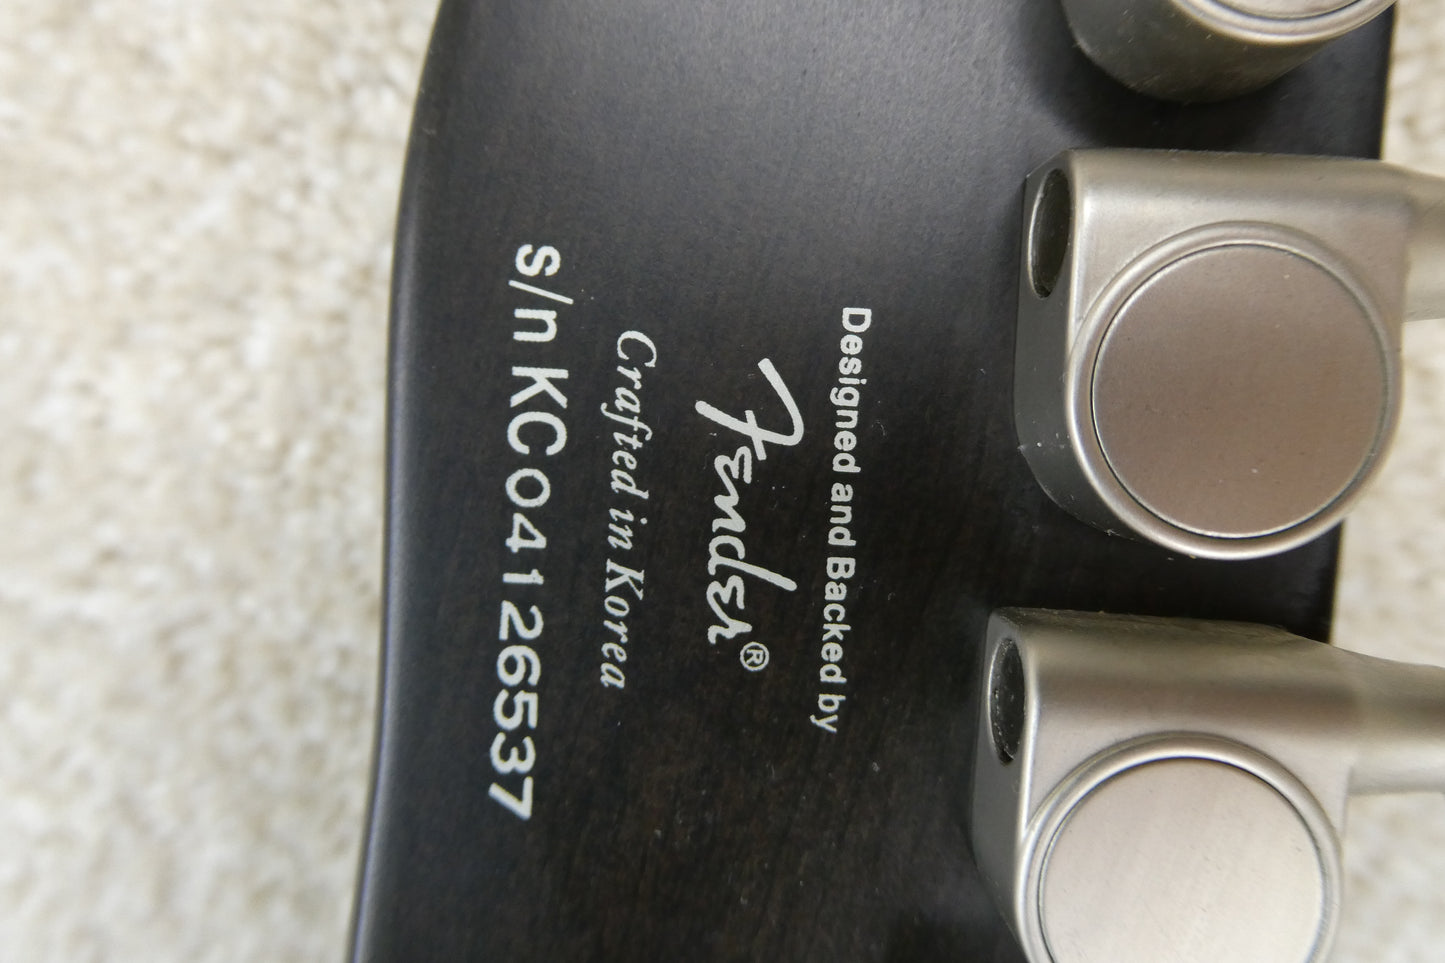 Designed and Backed by
Fender®
Crafted in Korea
s/n KC04126537